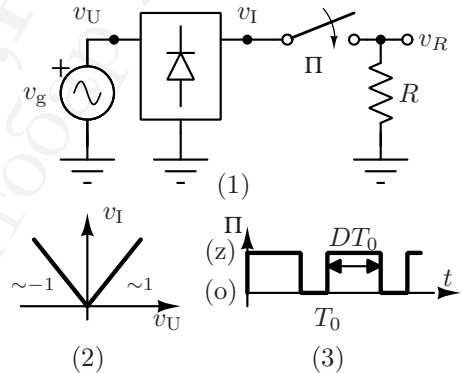 v_U v_I v_R
+
v_g Π R
(1)
v_I Π (z) DT_0
~−1 ~1 (o)
v_U T_0 t
(2) (3)